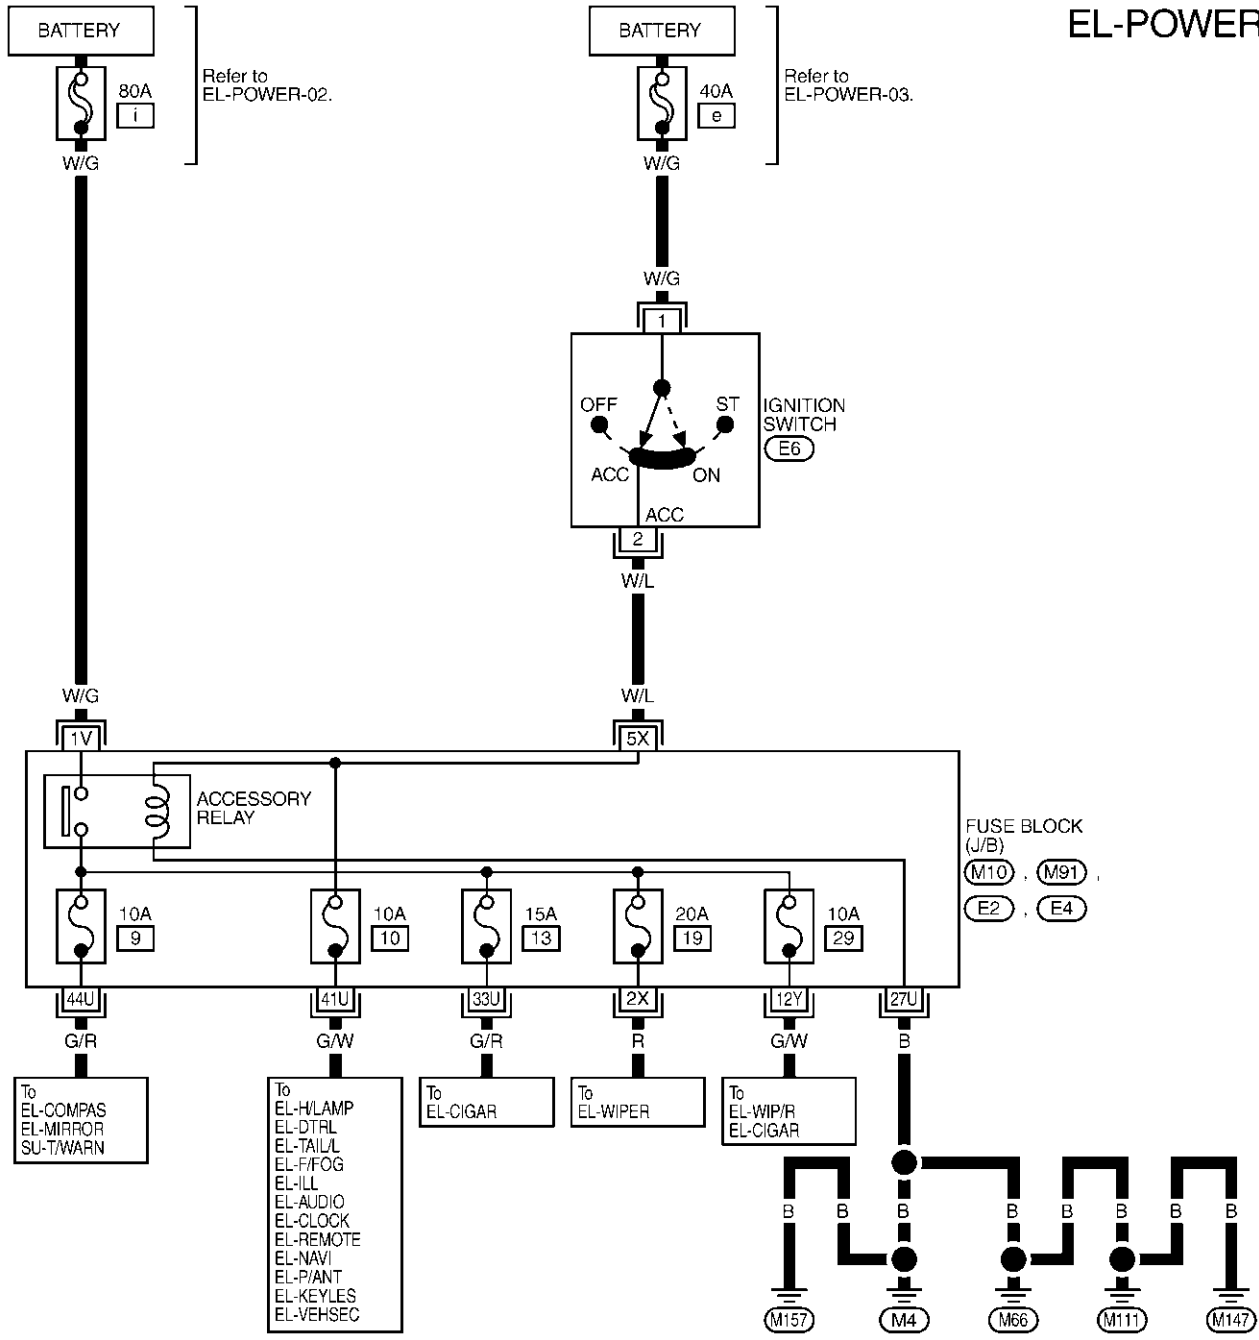 EL-POWER
BATTERY
BATTERY
80A
i
Refer to
EL-POWER-02.
40A
e
Refer to
EL-POWER-03.
W/G
W/G
W/G
1
OFF
ST
IGNITION
SWITCH
E6
ACC
ON
ACC
2
W/L
W/G
W/L
1V
5X
ACCESSORY
RELAY
FUSE BLOCK
(J/B)
M10 , M91 ,
E2 , E4
10A
9
10A
10
15A
13
20A
19
10A
29
44U
41U
33U
2X
12Y
27U
G/R
G/W
G/R
R
G/W
B
To
EL-COMPAS
EL-MIRROR
SU-T/WARN
To
EL-H/LAMP
EL-DTRL
EL-TAIL/L
EL-F/FOG
EL-ILL
EL-AUDIO
EL-CLOCK
EL-REMOTE
EL-NAVI
EL-P/ANT
EL-KEYLES
EL-VEHSEC
To
EL-CIGAR
To
EL-WIPER
To
EL-WIP/R
EL-CIGAR
B
B
B
B
B
B
B
M157
M4
M66
M111
M147